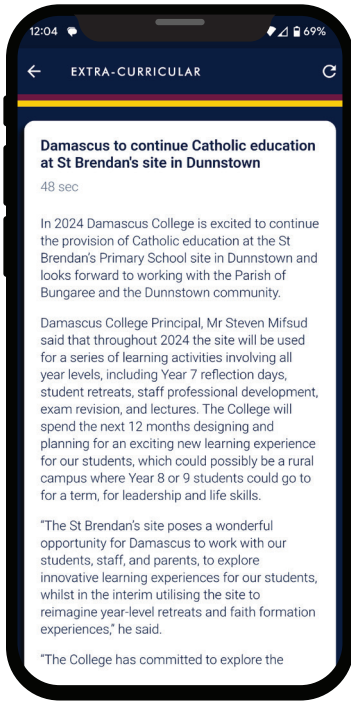 12:04 69%
EXTRA-CURRICULAR
Damascus to continue Catholic education
at St Brendan's site in Dunnstown
48 sec
In 2024 Damascus College is excited to continue
the provision of Catholic education at the St
Brendan's Primary School site in Dunnstown and
looks forward to working with the Parish of
Bungaree and the Dunnstown community.
Damascus College Principal, Mr Steven Mifsud
said that throughout 2024 the site will be used
for a series of learning activities involving all
year levels, including Year 7 reflection days,
student retreats, staff professional development,
exam revision, and lectures. The College will
spend the next 12 months designing and
planning for an exciting new learning experience
for our students, which could possibly be a rural
campus where Year 8 or 9 students could go to
for a term, for leadership and life skills.
“The St Brendan's site poses a wonderful
opportunity for Damascus to work with our
students, staff, and parents, to explore
innovative learning experiences for our students,
whilst in the interim utilising the site to
reimagine year-level retreats and faith formation
experiences,” he said.
“The College has committed to explore the